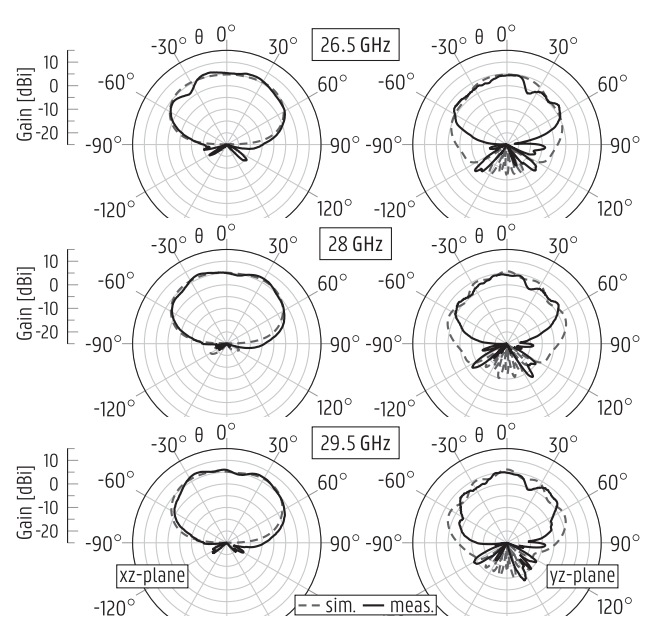 θ 0° 26.5 GHz θ 0°
-30° 30° -30° 30°
10
0
-10
-20
Gain [dBi]
-60° 60° -60° 60°
-90° 90° -90° 90°
-120° 120° -120° 120°
θ 0° 28 GHz θ 0°
-30° 30° -30° 30°
10
0
-10
-20
Gain [dBi]
-60° 60° -60° 60°
-90° 90° -90° 90°
-120° 120° -120° 120°
θ 0° 29.5 GHz θ 0°
-30° 30° -30° 30°
10
0
-10
-20
Gain [dBi]
-60° 60° -60° 60°
-90° 90° -90° 90°
xz-plane yz-plane
-120° 120° -120° 120°
sim. meas.